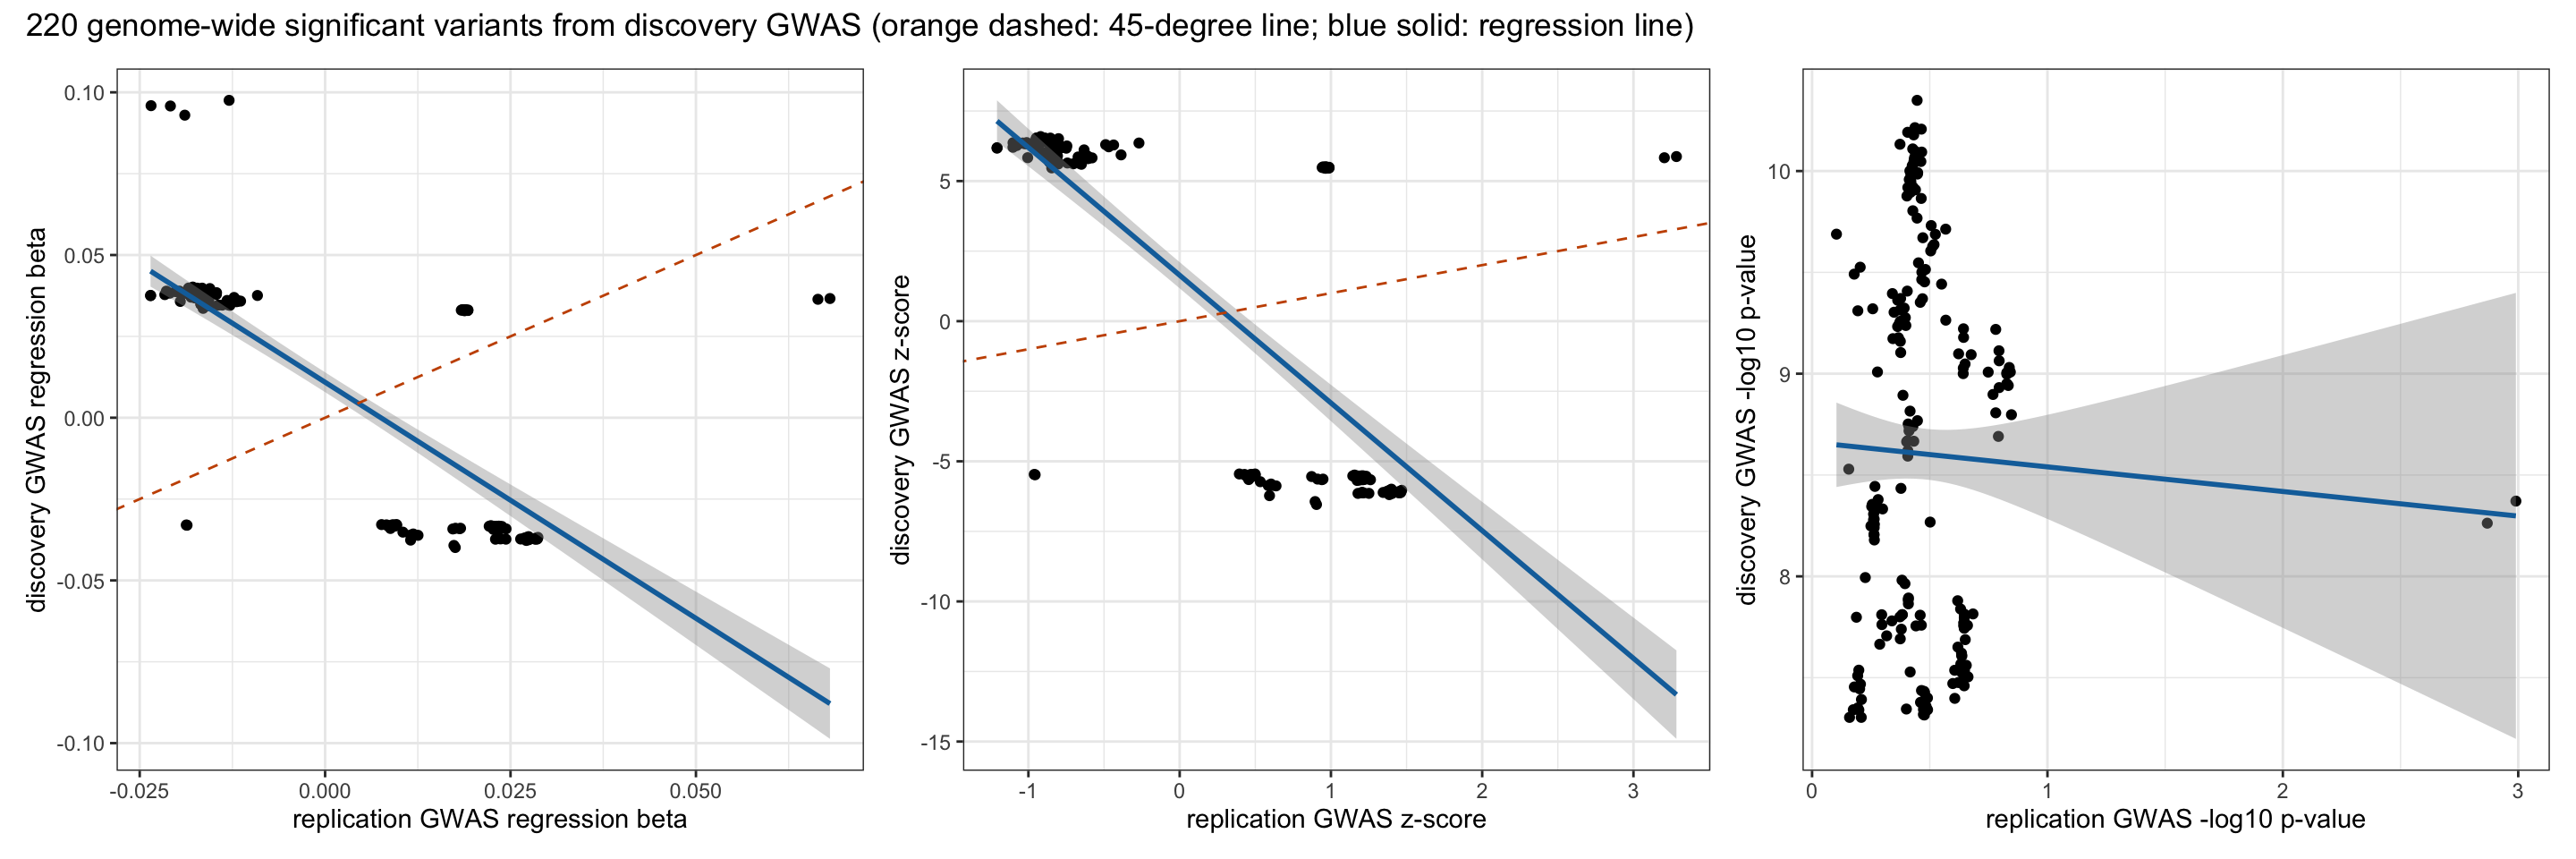 220 genome-wide significant variants from discovery GWAS (orange dashed: 45-degree line; blue solid: regression line)
discovery GWAS regression beta
0.10
0.05
0.00
-0.05
-0.10
-0.025 0.000 0.025 0.050
replication GWAS regression beta
discovery GWAS z-score
5
0
-5
-10
-15
-1 0 1 2 3
replication GWAS z-score
discovery GWAS -log10 p-value
10
9
8
0 1 2 3
replication GWAS -log10 p-value